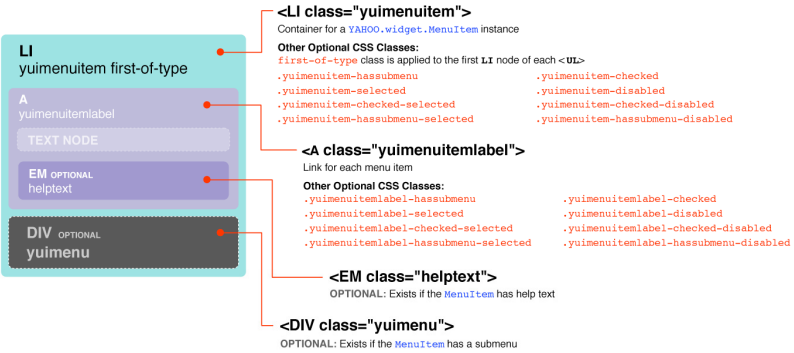 LI
yuimenuitem first-of-type
A
yuimenuitemlabel
TEXT NODE
EM OPTIONAL
helptext
DIV OPTIONAL
yuimenu
<LI class="yuimenuitem">
Container for a YAHOO.widget.MenuItem instance
Other Optional CSS Classes:
first-of-type class is applied to the first LI node of each <UL>
.yuimenuitem-hassubmenu .yuimenuitem-checked
.yuimenuitem-selected .yuimenuitem-disabled
.yuimenuitem-checked-selected .yuimenuitem-checked-disabled
.yuimenuitem-hassubmenu-selected .yuimenuitem-hassubmenu-disabled
<A class="yuimenuitemlabel">
Link for each menu item
Other Optional CSS Classes:
.yuimenuitemlabel-hassubmenu .yuimenuitemlabel-checked
.yuimenuitemlabel-selected .yuimenuitemlabel-disabled
.yuimenuitemlabel-checked-selected .yuimenuitemlabel-checked-disabled
.yuimenuitemlabel-hassubmenu-selected .yuimenuitemlabel-hassubmenu-disabled
<EM class="helptext">
OPTIONAL: Exists if the MenuItem has help text
<DIV class="yuimenu">
OPTIONAL: Exists if the MenuItem has a submenu